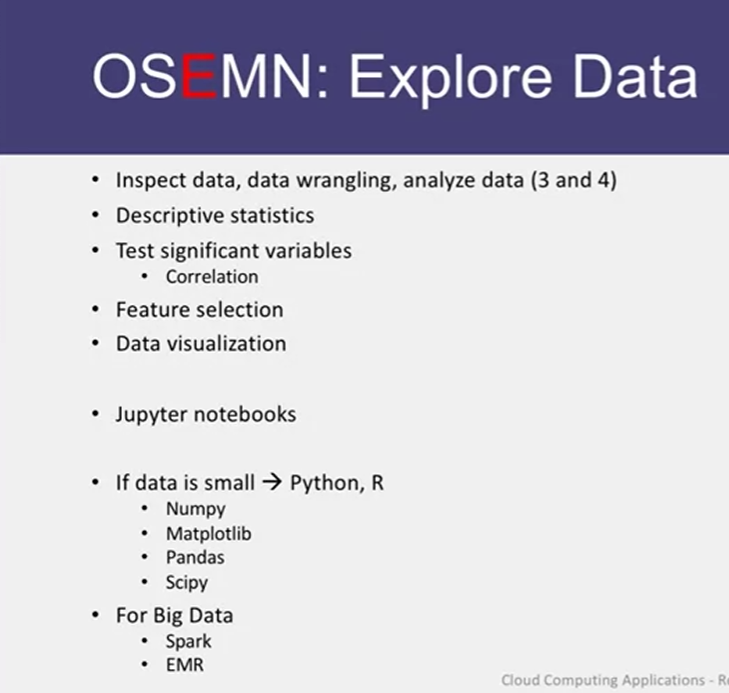 OSEMN: Explore Data
• Inspect data, data wrangling, analyze data (3 and 4)
• Descriptive statistics
• Test significant variables
• Correlation
• Feature selection
• Data visualization
• Jupyter notebooks
• If data is small → Python, R
• Numpy
• Matplotlib
• Pandas
• Scipy
• For Big Data
• Spark
• EMR
Cloud Computing Applications -